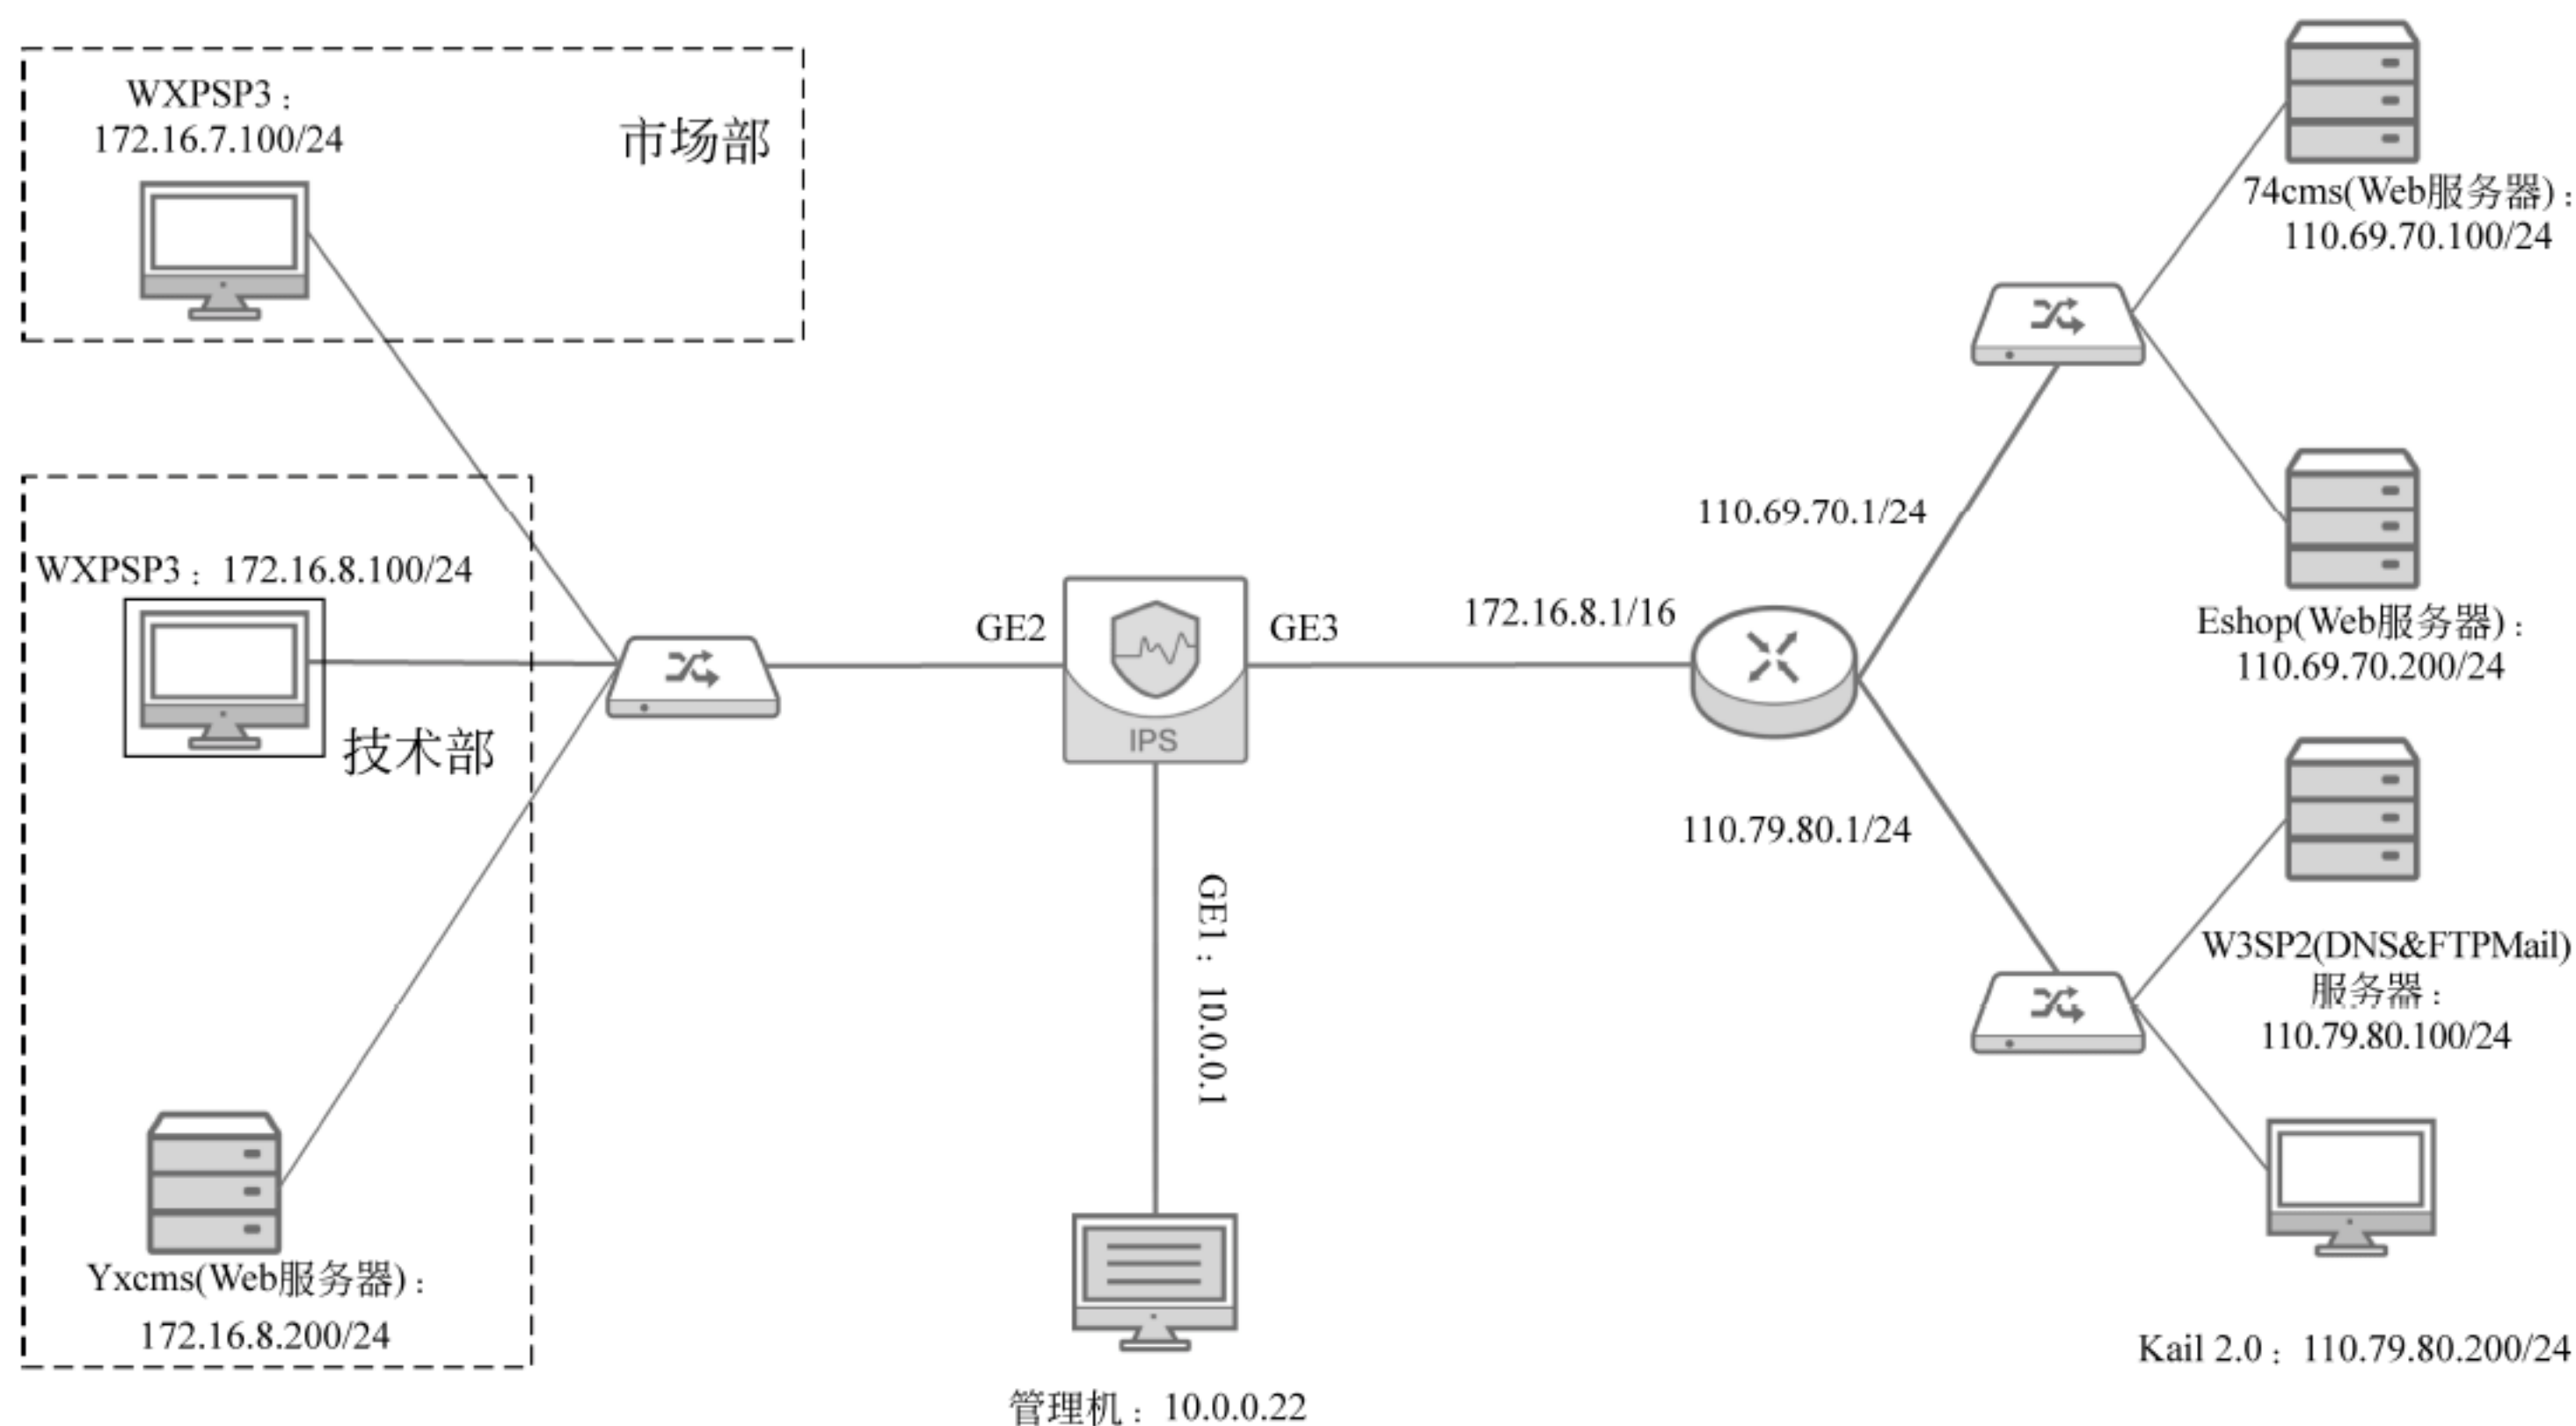 WXPSP3：
172.16.7.100/24
市场部
WXPSP3：172.16.8.100/24
技术部
Yxcms(Web服务器)：
172.16.8.200/24
GE2
IPS
GE3
GE1：10.0.0.1
管理机：10.0.0.22
172.16.8.1/16
110.69.70.1/24
110.79.80.1/24
74cms(Web服务器)：
110.69.70.100/24
Eshop(Web服务器)：
110.69.70.200/24
W3SP2(DNS&FTPMail)
服务器：
110.79.80.100/24
Kail 2.0：110.79.80.200/24